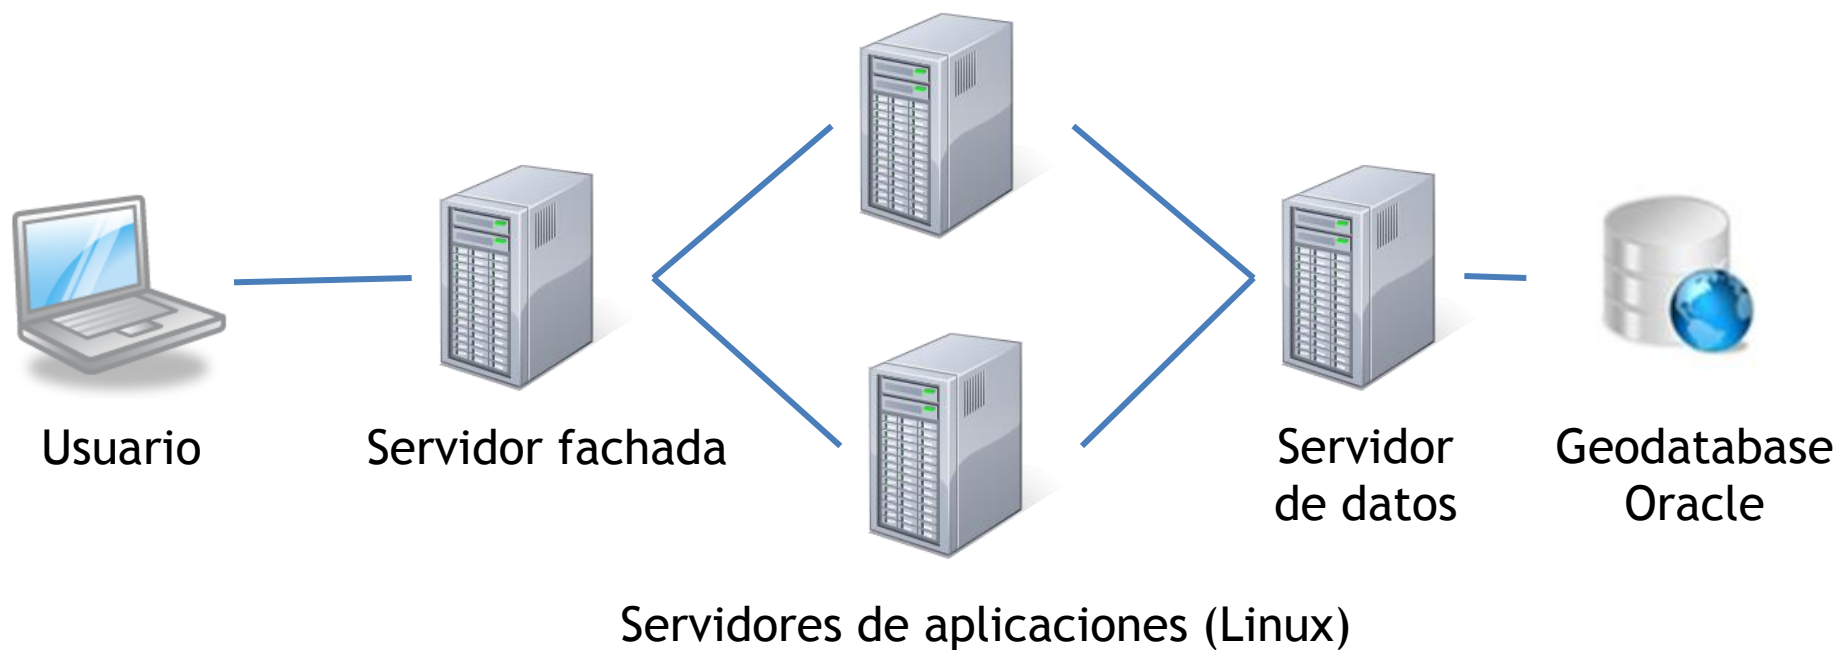 Usuario
Servidor fachada
Servidor
de datos
Geodatabase
Oracle
Servidores de aplicaciones (Linux)